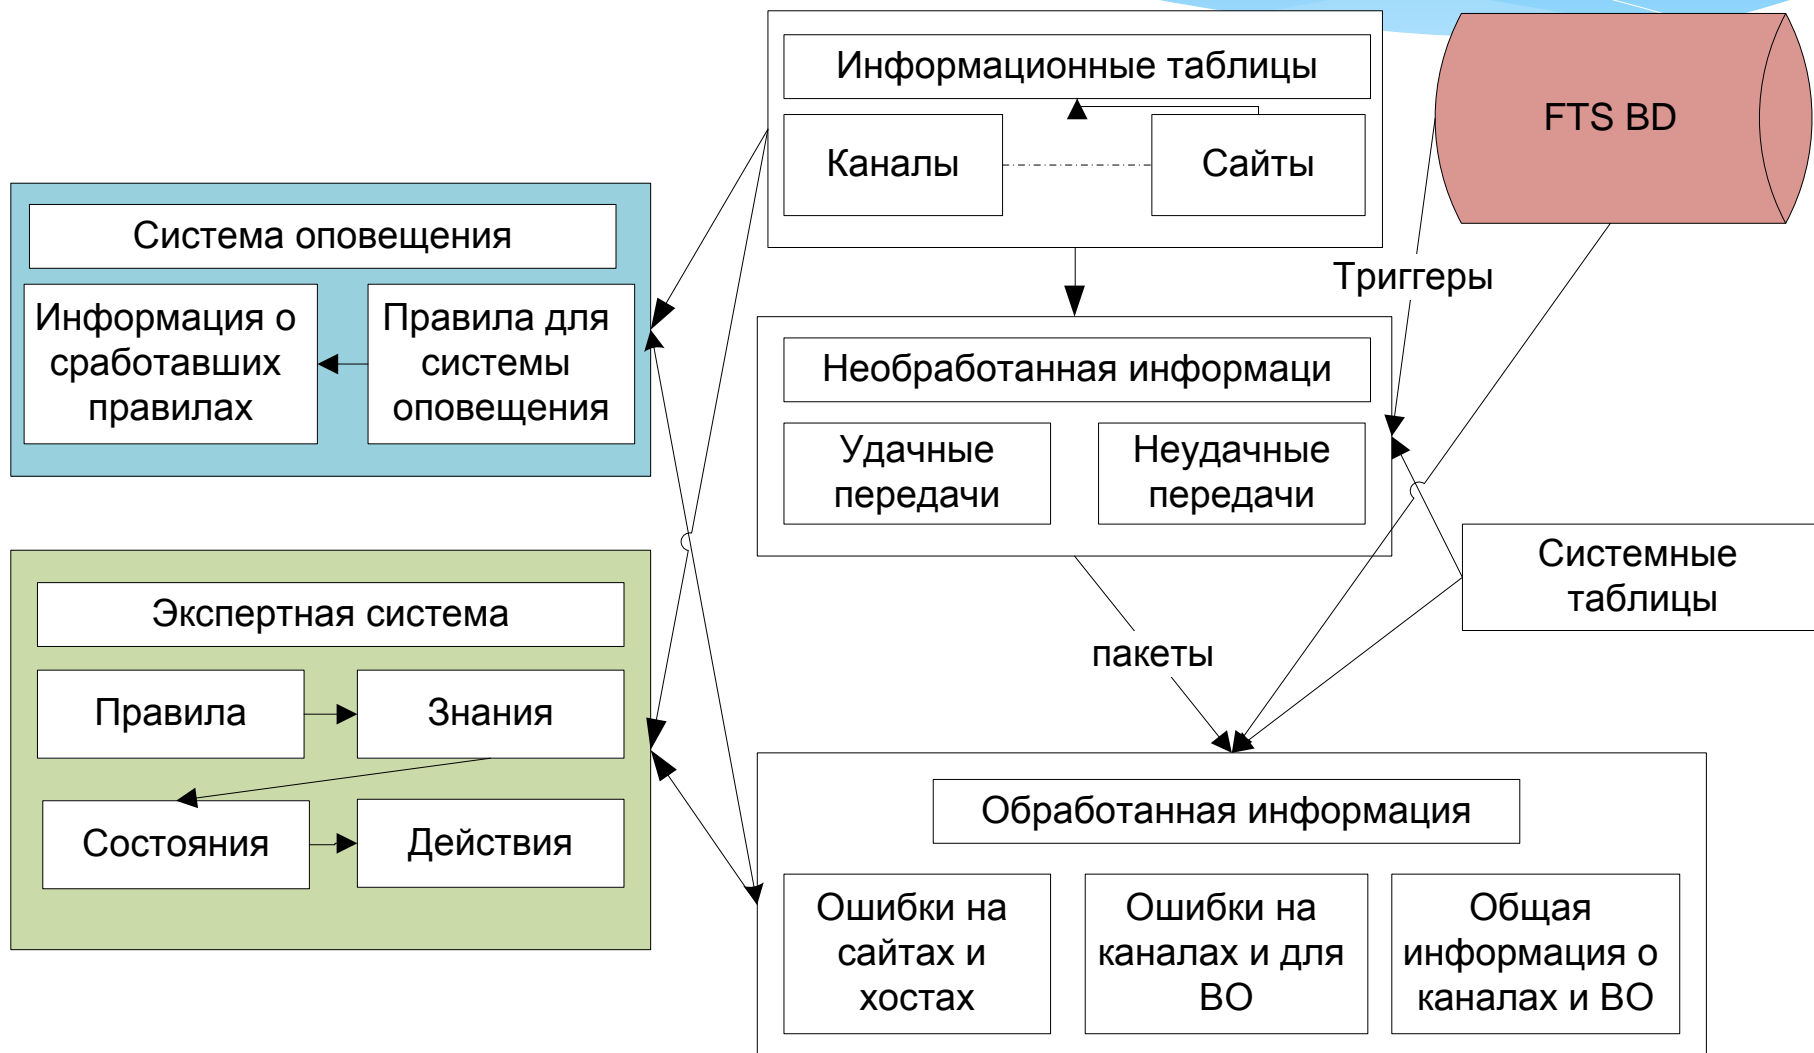 Информационные таблицы
Каналы
Сайты
FTS BD
Система оповещения
Информация о
сработавших
правилах
Правила для
системы
оповещения
Триггеры
Необработанная информаци
Удачные
передачи
Неудачные
передачи
Системные
таблицы
Экспертная система
Правила
Знания
Состояния
Действия
пакеты
Обработанная информация
Ошибки на
сайтах и
хостах
Ошибки на
каналах и для
ВО
Общая
информация о
каналах и ВО